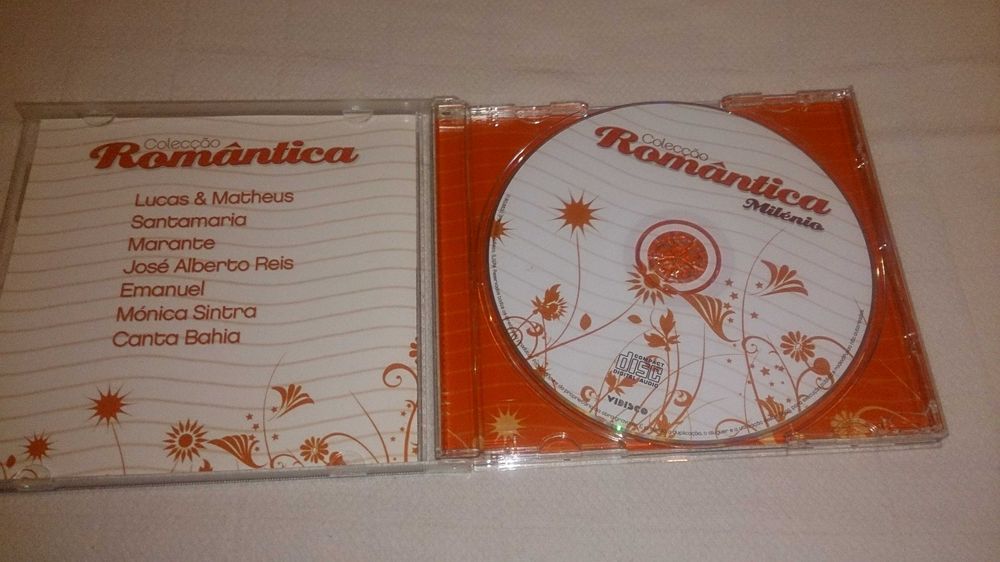 Colecção
Romântica
Lucas & Matheus
Santamaria
Marante
José Alberto Reis
Emanuel
Mónica Sintra
Canta Bahia
Colecção
Romântica
Milénio
COMPACT
disc
DIGITAL AUDIO
VIDISCO